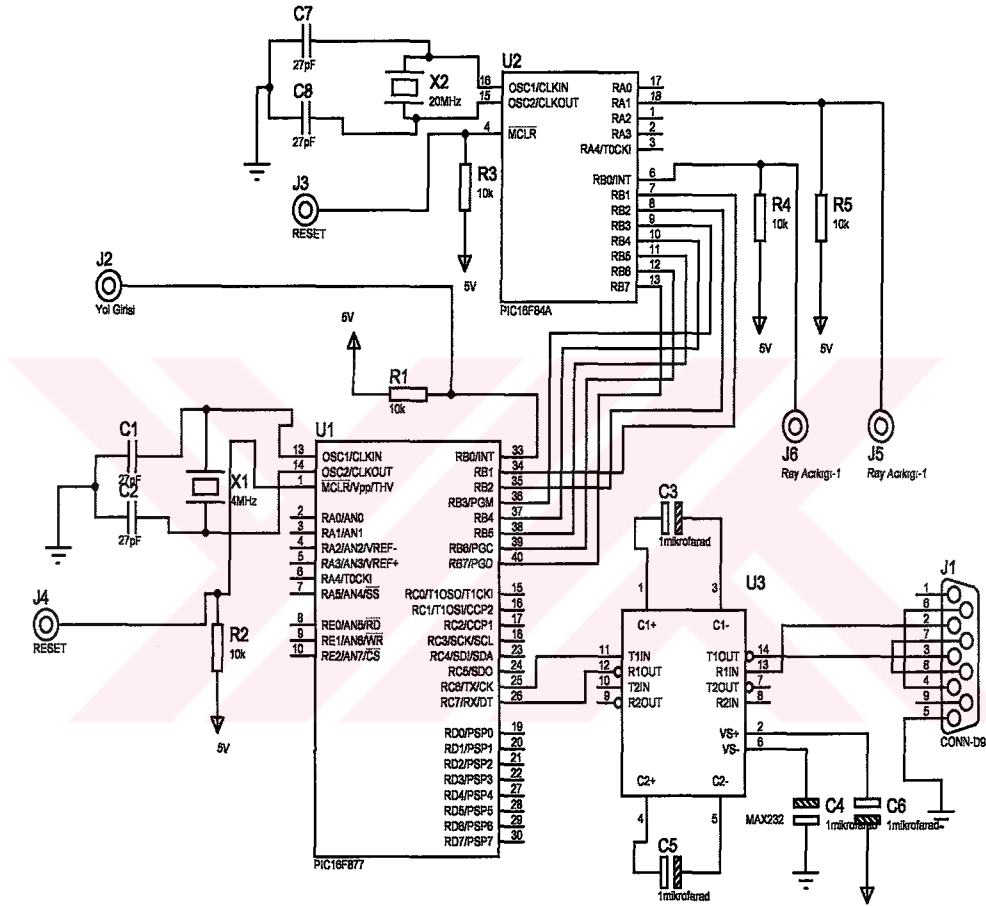 C7
27pF
C8
27pF
X2
20MHz
U2
16 OSC1/CLKIN
15 OSC2/CLKOUT
4 MCLR
RA0 17
RA1 18
RA2 1
RA3 2
RA4/T0CKI 3
RB0/INT 6
RB1 7
RB2 8
RB3 9
RB4 10
RB5 11
RB6 12
RB7 13
PIC16F84A
R3
10k
5V
J3
RESET
R4
10k
5V
R5
10k
5V
J2
Yol Girisi
5V
R1
10k
J6
Ray Acikigi-1
J5
Ray Acikigi-1
C1
27pF
C2
27pF
X1
4MHz
J4
RESET
R2
10k
5V
U1
13 OSC1/CLKIN
14 OSC2/CLKOUT
1 MCLR/Vpp/THV
2 RA0/AN0
3 RA1/AN1
4 RA2/AN2/VREF-
5 RA3/AN3/VREF+
6 RA4/T0CKI
7 RA5/AN4/SS
8 RE0/AN5/RD
9 RE1/AN6/WR
10 RE2/AN7/CS
RB0/INT 33
RB1 34
RB2 35
RB3/PGM 36
RB4 37
RB5 38
RB6/PGC 39
RB7/PGD 40
RC0/T1OSO/T1CKI 15
RC1/T1OSI/CCP2 16
RC2/CCP1 17
RC3/SCK/SCL 18
RC4/SDI/SDA 23
RC5/SDO 24
RC6/TX/CK 25
RC7/RX/DT 26
RD0/PSP0 19
RD1/PSP1 20
RD2/PSP2 21
RD3/PSP3 22
RD4/PSP4 27
RD5/PSP5 28
RD6/PSP6 29
RD7/PSP7 30
PIC16F877
C3
1mikrofarad
U3
1 3
C1+ C1-
11 T1IN
12 R1OUT
10 T2IN
9 R2OUT
T1OUT 14
R1IN 13
T2OUT 7
R2IN 8
VS+ 2
VS- 6
C2+ C2-
4 5
MAX232
C5
1mikrofarad
C4
1mikrofarad
C6
1mikrofarad
J1
1
6
2
7
3
8
4
9
5
CONN-D9